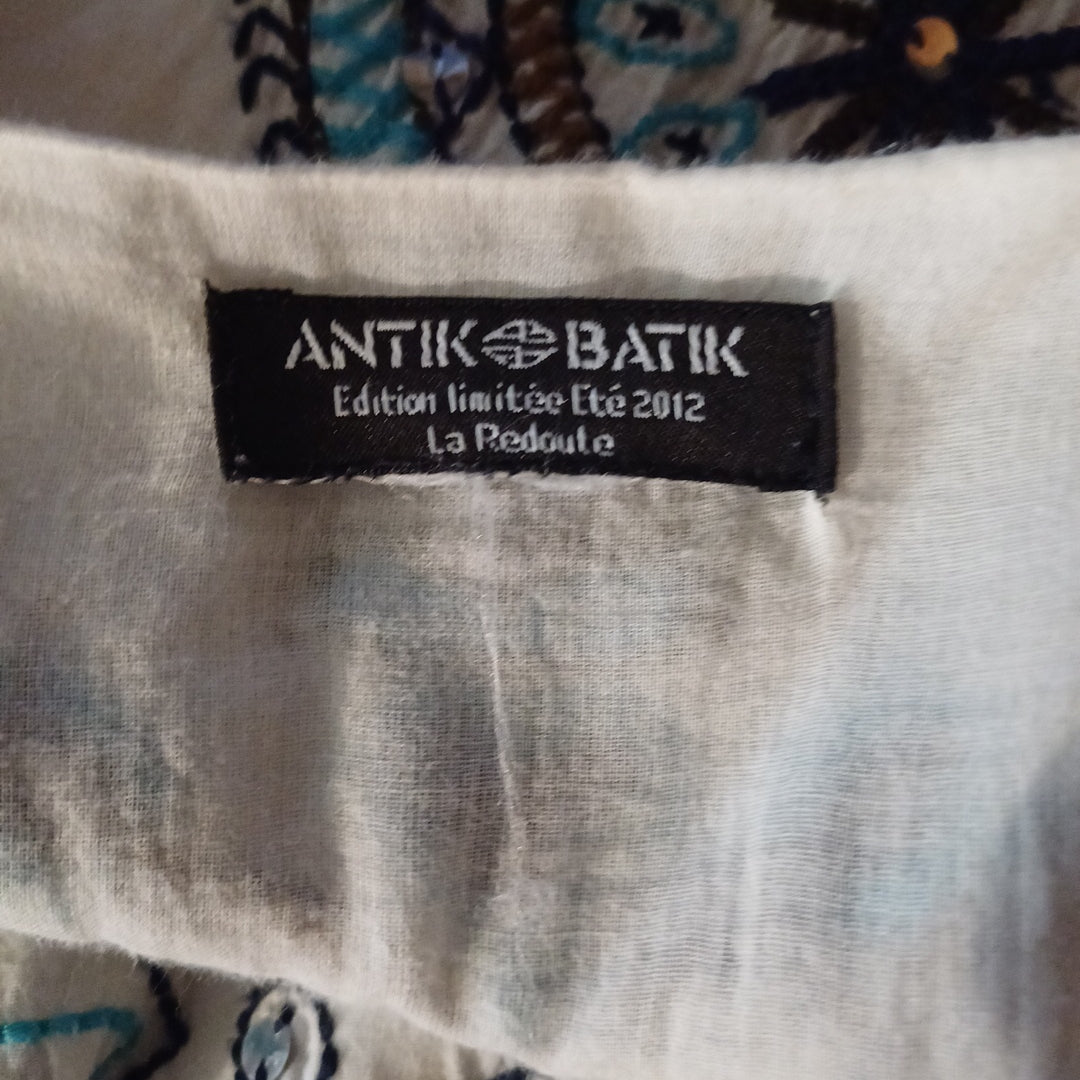 ANTIK BATIK
Edition limitée Eté 2012
La Redoute